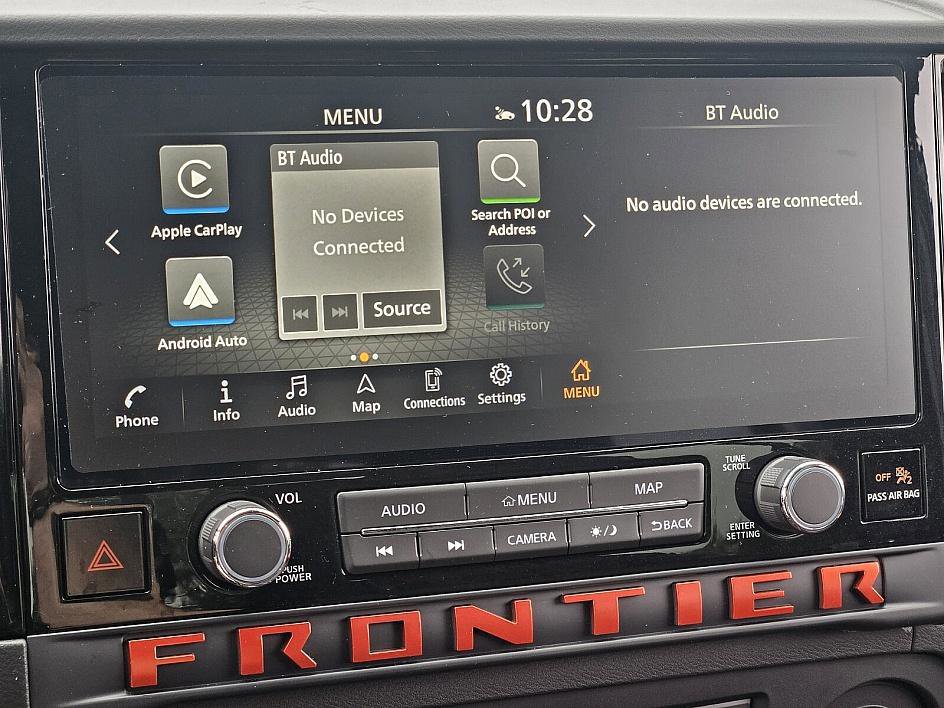 MENU
10:28
BT Audio
Apple CarPlay
BT Audio
No Devices
Connected
Source
Search POI or
Address
No audio devices are connected.
Android Auto
Call History
Phone
Info
Audio
Map
Connections
Settings
MENU
VOL
PUSH
POWER
AUDIO
MENU
MAP
CAMERA
BACK
TUNE
SCROLL
ENTER
SETTING
OFF
2
PASS AIR BAG
FRONTIER